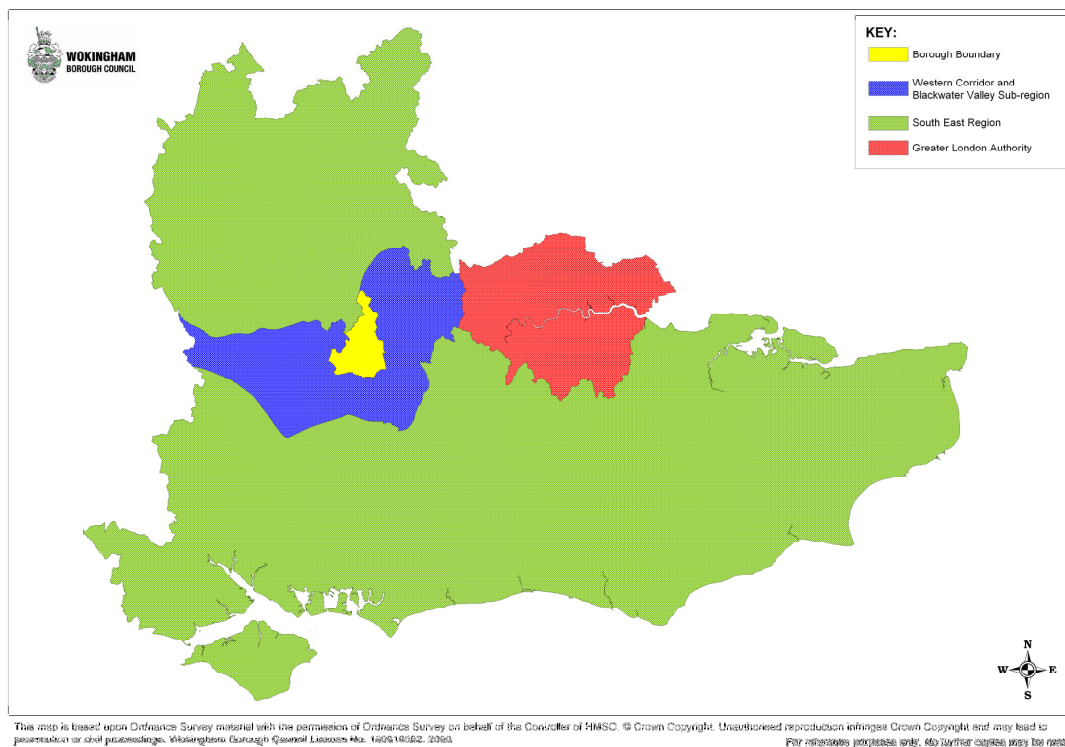 WOKINGHAM
BOROUGH COUNCIL
KEY:
Borough Boundary
Western Corridor and
Blackwater Valley Sub-region
South East Region
Greater London Authority
N
W E
S
This map is based upon Ordnance Survey material with the permission of Ordnance Survey on behalf of the Controller of HMSO. © Crown Copyright. Unauthorised reproduction infringes Crown Copyright and may lead to
prosecution or civil proceedings. Wokingham Borough Council Licence No.
For reference purposes only. No further copies may be made